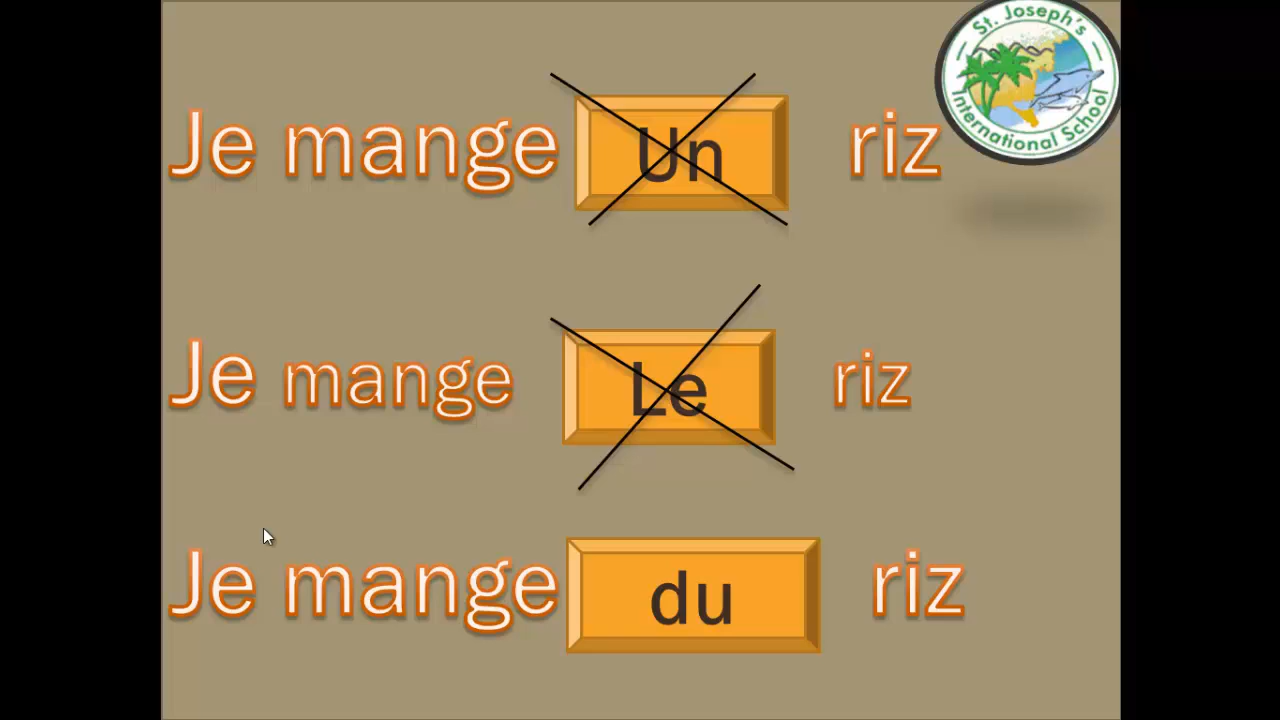 St. Joseph's
International School
Je mange Un riz
Je mange Le riz
Je mange du riz